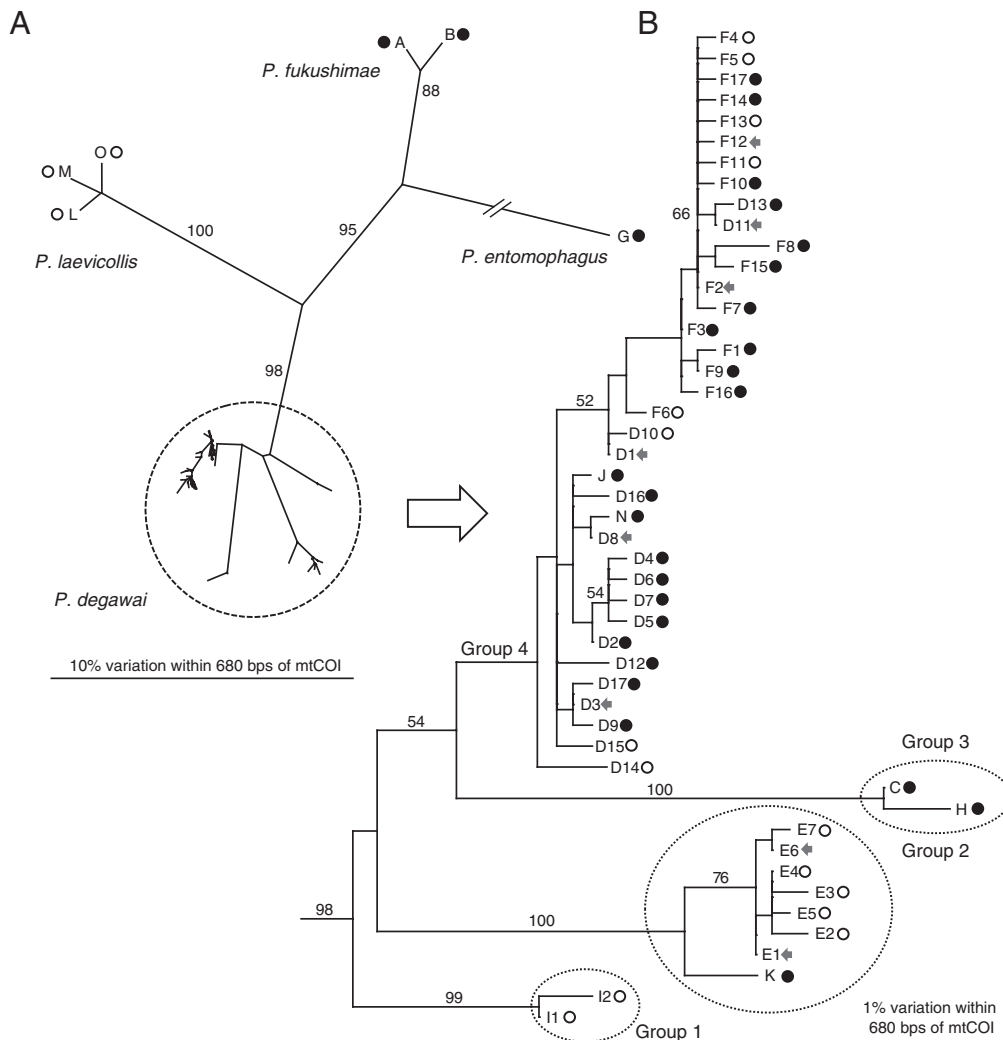 A
B
A
B
P. fukushimae
88
O
M
L
100
P. laevicollis
95
G
P. entomophagus
98
P. degawai
10% variation within 680 bps of mtCOI
F4
F5
F17
F14
F13
F12
F11
F10
66
D13
D11
F8
F15
F2
F7
F3
F1
F9
F16
52
F6
D10
D1
J
D16
N
D8
D4
D6
54
D7
D5
D2
Group 4
D12
D17
D3
D9
D15
D14
54
Group 3
100
C
H
Group 2
E7
E6
76
E4
E3
E5
E2
E1
100
K
98
99
I2
I1
Group 1
1% variation within
680 bps of mtCOI